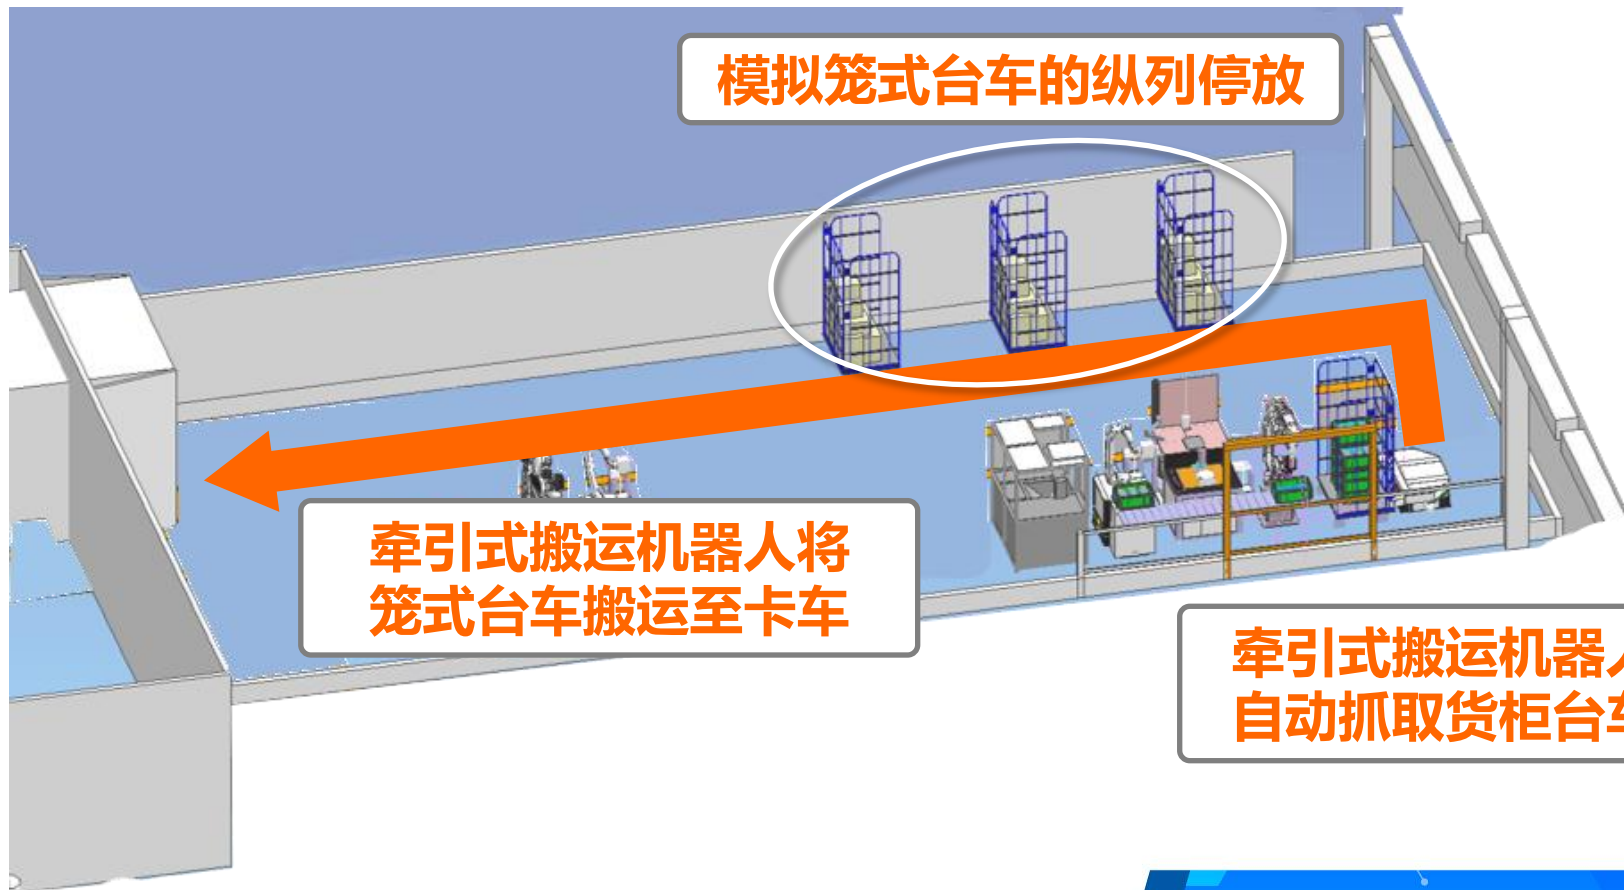 模拟笼式台车的纵列停放
牵引式搬运机器人将
笼式台车搬运至卡车
牵引式搬运机器人
自动抓取货柜台车